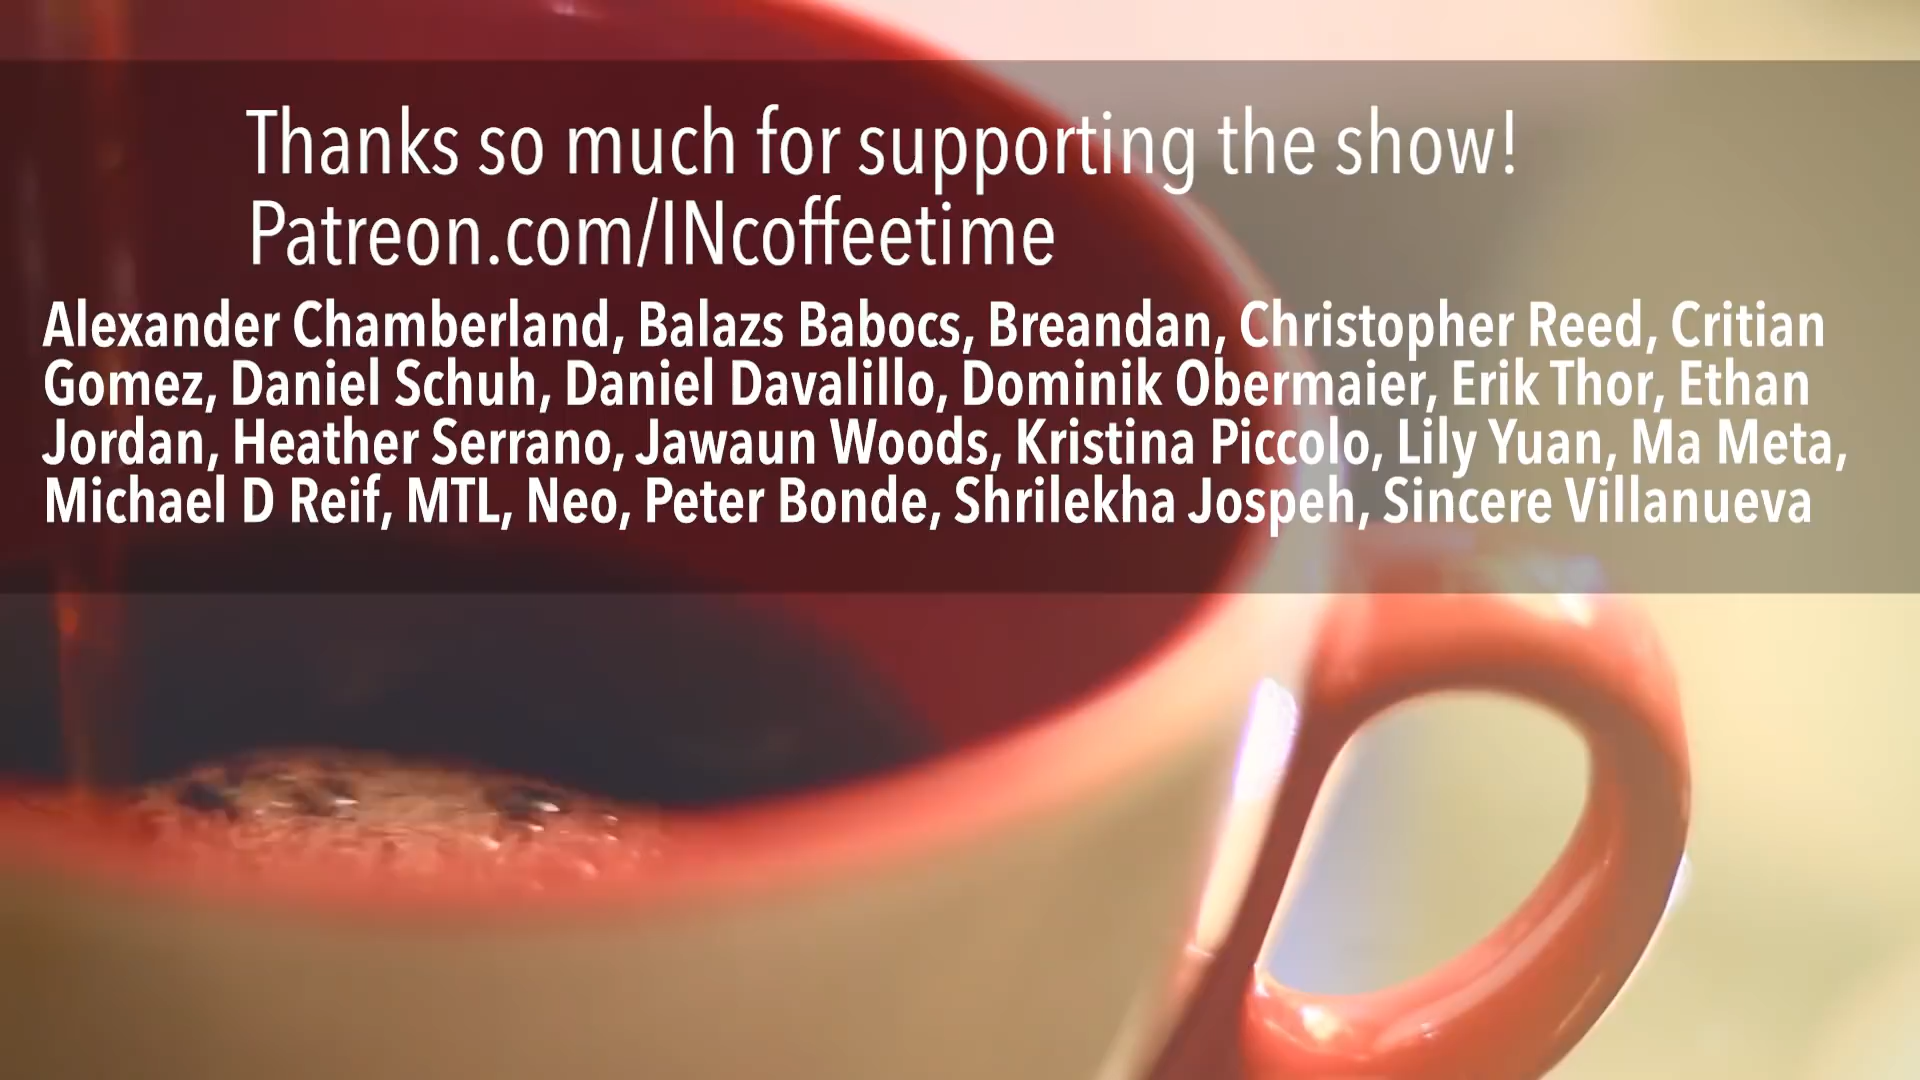 Thanks so much for supporting the show!
Patreon.com/INcoffeetime
Alexander Chamberland, Balazs Babocs, Breandan, Christopher Reed, Critian
Gomez, Daniel Schuh, Daniel Davalillo, Dominik Obermaier, Erik Thor, Ethan
Jordan, Heather Serrano, Jawaun Woods, Kristina Piccolo, Lily Yuan, Ma Meta,
Michael D Reif, MTL, Neo, Peter Bonde, Shrilekha Jospeh, Sincere Villanueva